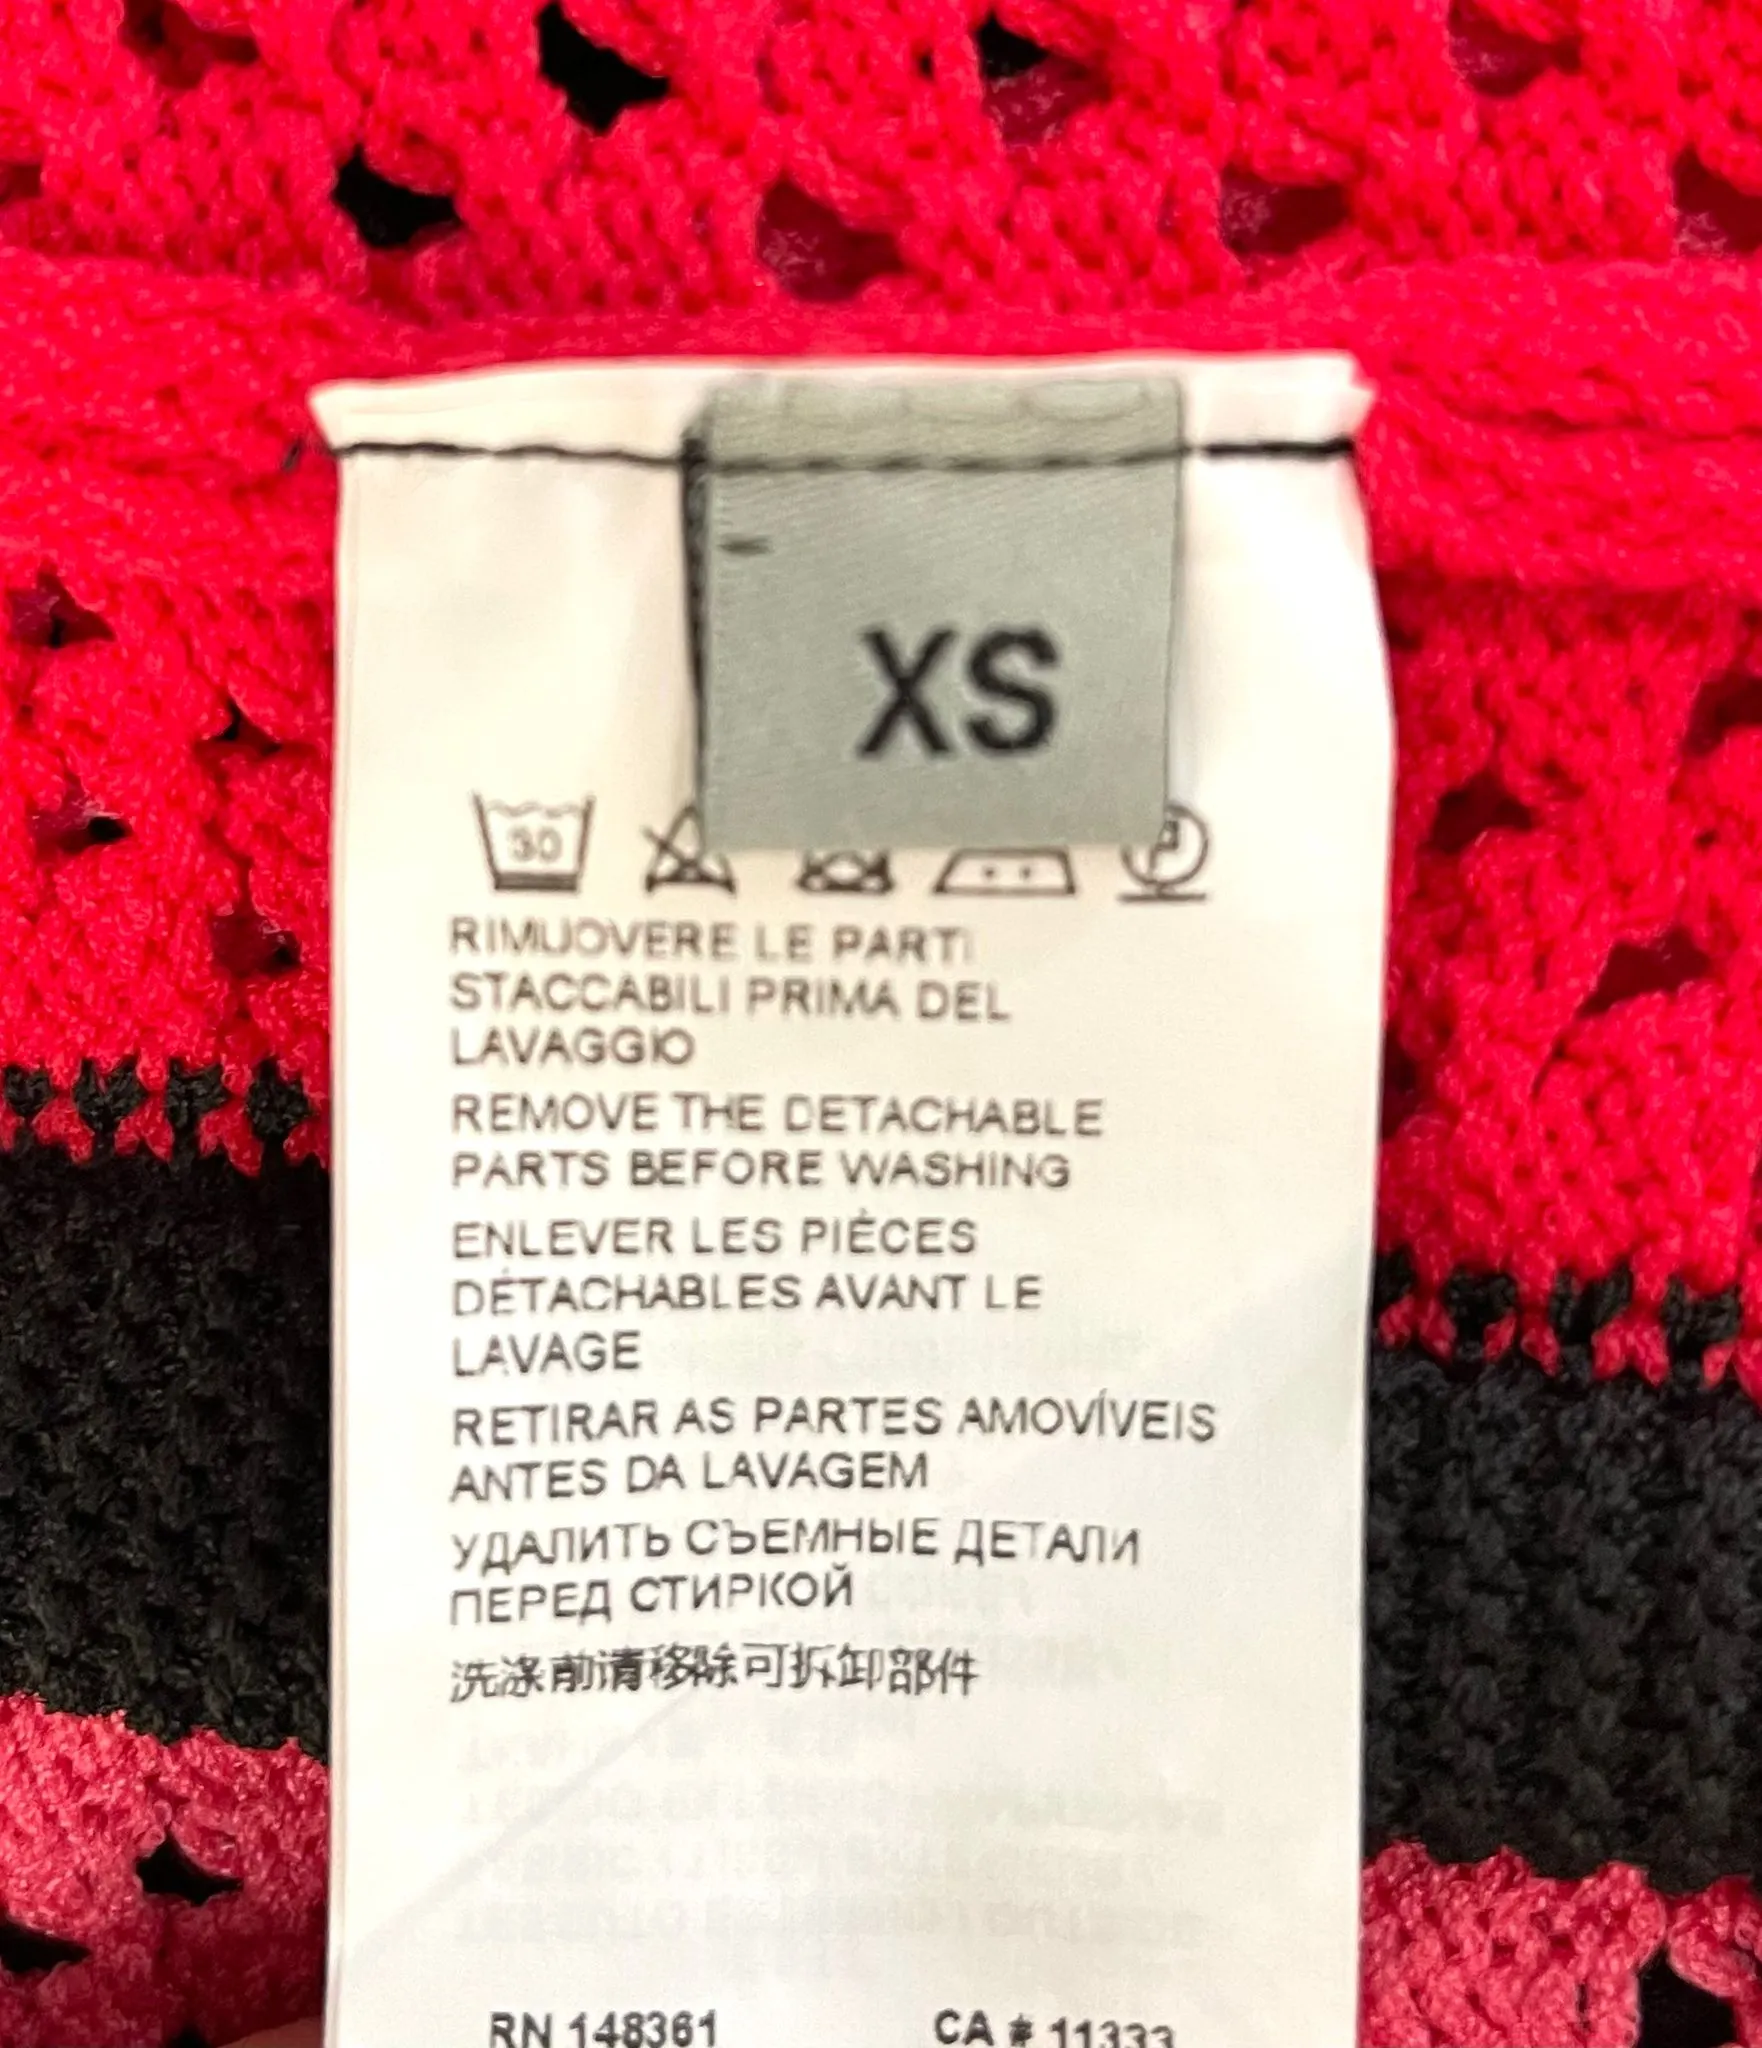 XS
30
P
RIMUOVERE LE PARTI
STACCABILI PRIMA DEL
LAVAGGIO
REMOVE THE DETACHABLE
PARTS BEFORE WASHING
ENLEVER LES PIÈCES
DÉTACHABLES AVANT LE
LAVAGE
RETIRAR AS PARTES AMOVÍVEIS
ANTES DA LAVAGEM
УДАЛИТЬ СЪЕМНЫЕ ДЕТАЛИ
ПЕРЕД СТИРКОЙ
洗涤前请移除可拆卸部件
RN 148361 CA # 11333